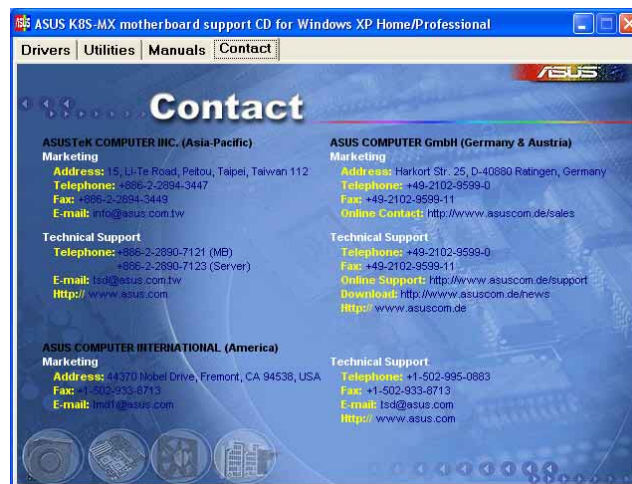 ASUS K8S-MX motherboard support CD for Windows XP Home/Professional
Drivers Utilities Manuals Contact
ASUS
Contact
ASUSTeK COMPUTER INC. (Asia-Pacific)
Marketing
Address: 15, Li-Te Road, Peitou, Taipei, Taiwan 112
Telephone: +886-2-2894-3447
Fax: +886-2-2894-3449
E-mail: info@asus.com.tw
Technical Support
Telephone: +886-2-2890-7121 (MB)
+886-2-2890-7123 (Server)
E-mail: tsd@asus.com.tw
Http:// www.asus.com
ASUS COMPUTER GmbH (Germany & Austria)
Marketing
Address: Harkort Str. 25, D-40880 Ratingen, Germany
Telephone: +49-2102-9599-0
Fax: +49-2102-9599-11
Online Contact: http://www.asuscom.de/sales
Technical Support
Telephone: +49-2102-9599-0
Fax: +49-2102-9599-11
Online Support: http://www.asuscom.de/support
Download: http://www.asuscom.de/news
Http:// www.asuscom.de
ASUS COMPUTER INTERNATIONAL (America)
Marketing
Address: 44370 Nobel Drive, Fremont, CA 94538, USA
Fax: +1-502-933-8713
E-mail: tmd1@asus.com
Technical Support
Telephone: +1-502-995-0883
Fax: +1-502-933-8713
E-mail: tsd@asus.com
Http:// www.asus.com